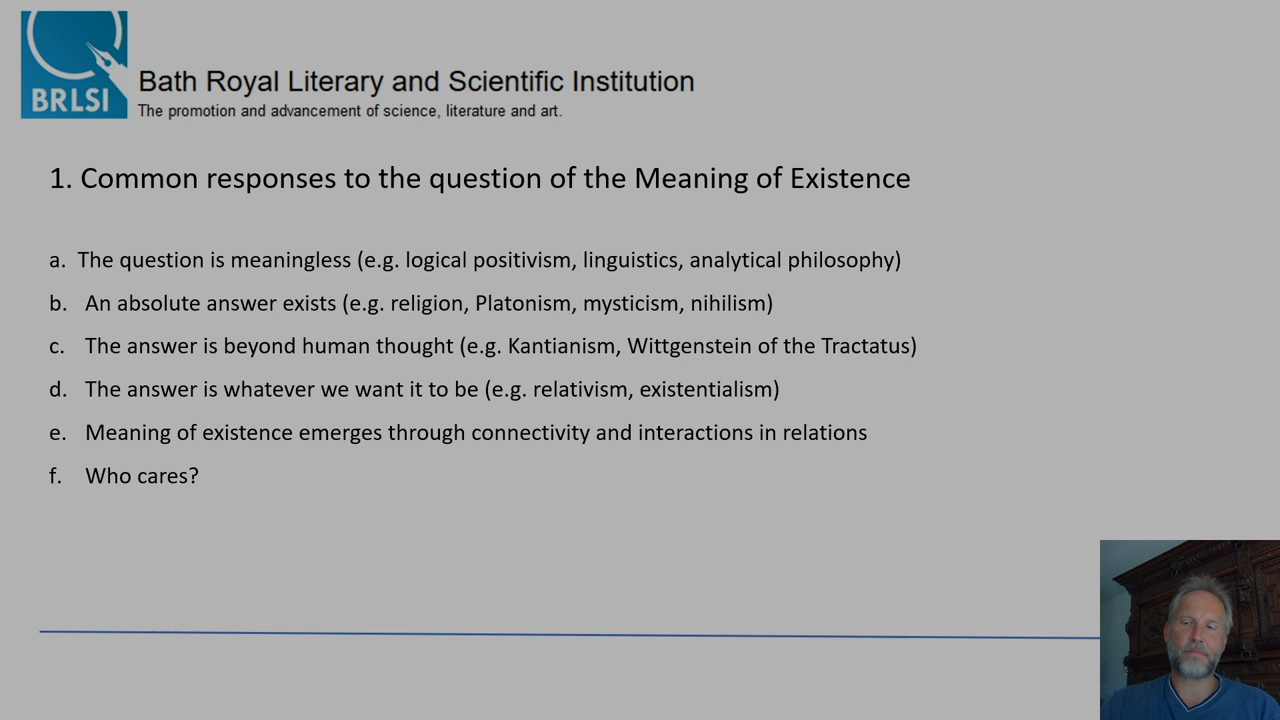 BRLSI
Bath Royal Literary and Scientific Institution
The promotion and advancement of science, literature and art.
1. Common responses to the question of the Meaning of Existence
a. The question is meaningless (e.g. logical positivism, linguistics, analytical philosophy)
b. An absolute answer exists (e.g. religion, Platonism, mysticism, nihilism)
c. The answer is beyond human thought (e.g. Kantianism, Wittgenstein of the Tractatus)
d. The answer is whatever we want it to be (e.g. relativism, existentialism)
e. Meaning of existence emerges through connectivity and interactions in relations
f. Who cares?